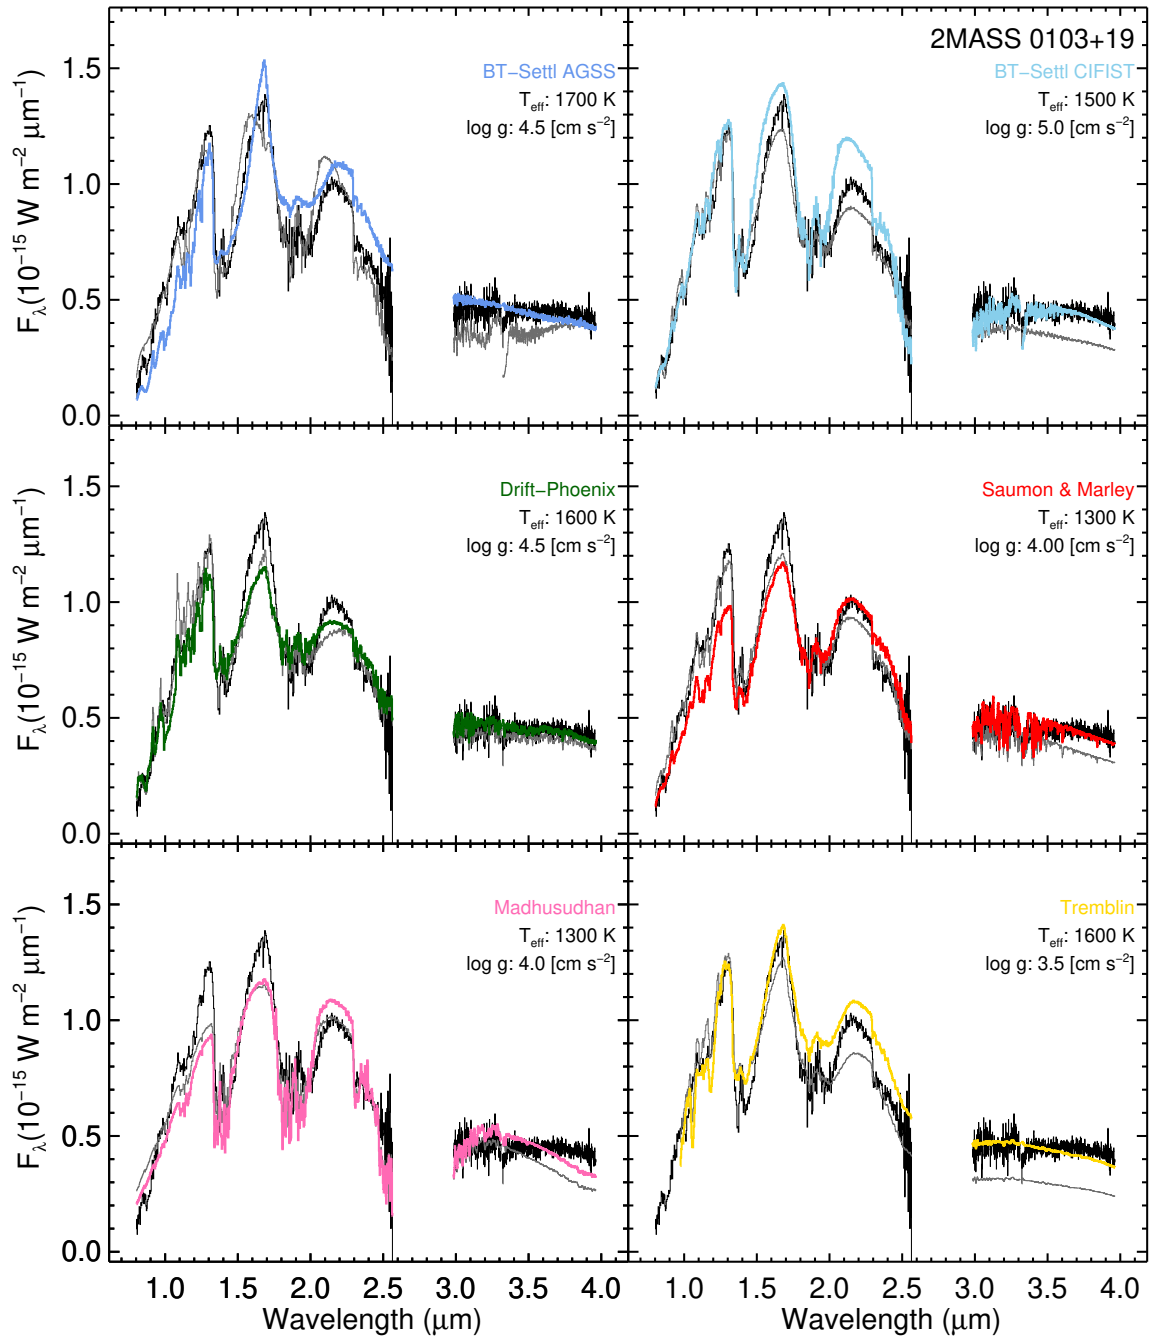 2MASS 0103+19
BT−Settl AGSS
T_eff: 1700 K
log g: 4.5 [cm s⁻²]
BT−Settl CIFIST
T_eff: 1500 K
log g: 5.0 [cm s⁻²]
F_λ(10⁻¹⁵ W m⁻² μm⁻¹)
1.5
1.0
0.5
0.0
Drift−Phoenix
T_eff: 1600 K
log g: 4.5 [cm s⁻²]
Saumon & Marley
T_eff: 1300 K
log g: 4.00 [cm s⁻²]
F_λ(10⁻¹⁵ W m⁻² μm⁻¹)
1.5
1.0
0.5
0.0
Madhusudhan
T_eff: 1300 K
log g: 4.0 [cm s⁻²]
Tremblin
T_eff: 1600 K
log g: 3.5 [cm s⁻²]
F_λ(10⁻¹⁵ W m⁻² μm⁻¹)
1.5
1.0
0.5
0.0
1.0 1.5 2.0 2.5 3.0 3.5 4.0
1.0 1.5 2.0 2.5 3.0 3.5 4.0
Wavelength (μm)
Wavelength (μm)